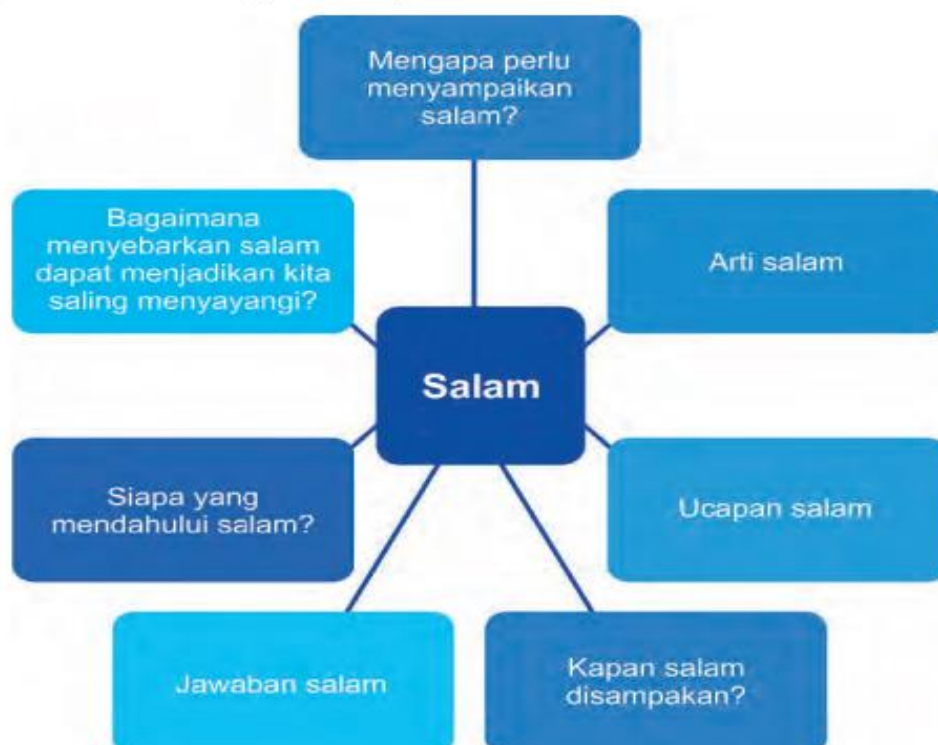 Mengapa perlu
menyampaikan
salam?
Bagaimana
menyebarkan salam
dapat menjadikan kita
saling menyayangi?
Arti salam
Salam
Siapa yang
mendahului salam?
Ucapan salam
Jawaban salam
Kapan salam
disampakan?